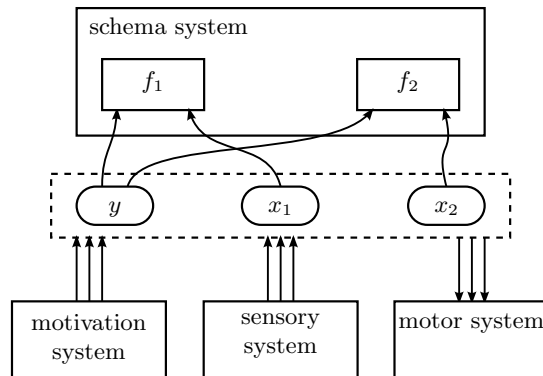 schema system
f₁
f₂
y
x₁
x₂
motivation
system
sensory
system
motor system